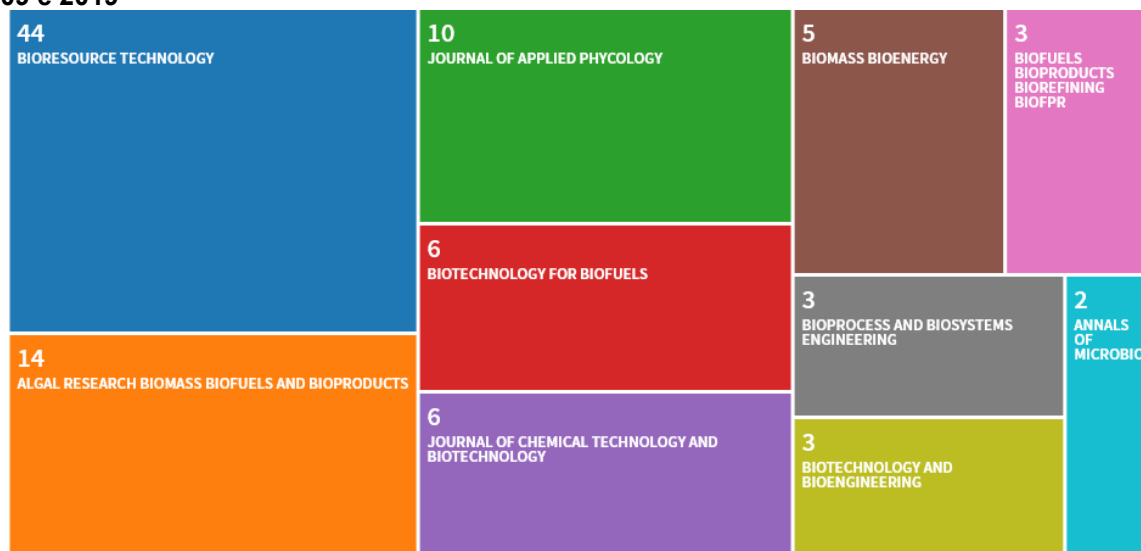 44
BIORESOURCE TECHNOLOGY
14
ALGAL RESEARCH BIOMASS BIOFUELS AND BIOPRODUCTS
10
JOURNAL OF APPLIED PHYCOLOGY
6
BIOTECHNOLOGY FOR BIOFUELS
6
JOURNAL OF CHEMICAL TECHNOLOGY AND
BIOTECHNOLOGY
5
BIOMASS BIOENERGY
3
BIOFUELS
BIOPRODUCTS
BIOREFINING
BIOFPR
3
BIOPROCESS AND BIOSYSTEMS
ENGINEERING
3
BIOTECHNOLOGY AND
BIOENGINEERING
2
ANNALS
OF